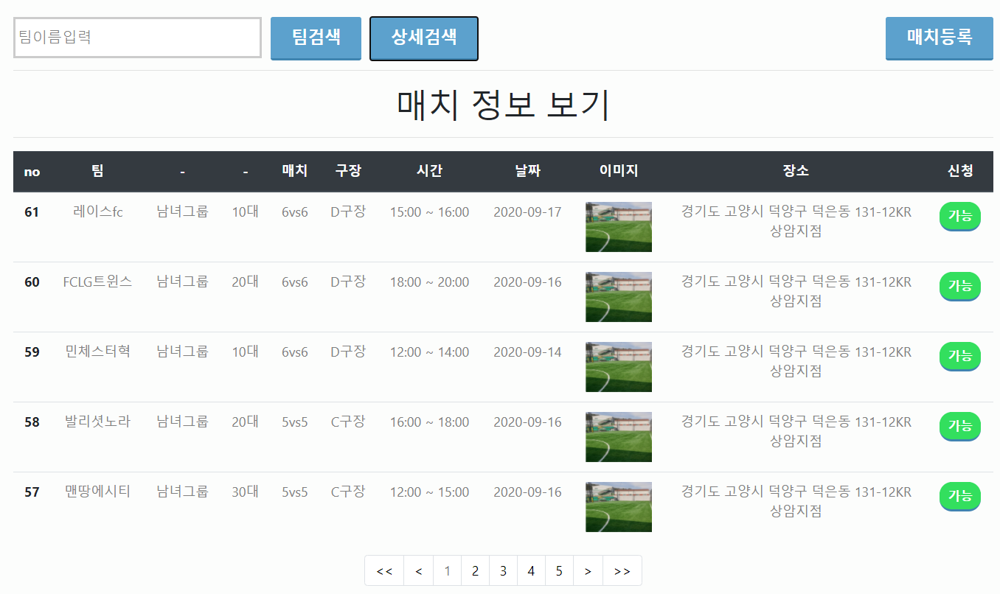 팀이름입력 팀검색 상세검색 매치등록
매치 정보 보기
no 팀 - - 매치 구장 시간 날짜 이미지 장소 신청
61 레이스fc 남녀그룹 10대 6vs6 D구장 15:00 ~ 16:00 2020-09-17 경기도 고양시 덕양구 덕은동 131-12KR 가능
상암지점
60 FCLG트윈스 남녀그룹 20대 6vs6 D구장 18:00 ~ 20:00 2020-09-16 경기도 고양시 덕양구 덕은동 131-12KR 가능
상암지점
59 민체스터혁 남녀그룹 10대 6vs6 D구장 12:00 ~ 14:00 2020-09-14 경기도 고양시 덕양구 덕은동 131-12KR 가능
상암지점
58 발리셋노라 남녀그룹 20대 5vs5 C구장 16:00 ~ 18:00 2020-09-16 경기도 고양시 덕양구 덕은동 131-12KR 가능
상암지점
57 맨땅에시티 남녀그룹 30대 5vs5 C구장 12:00 ~ 15:00 2020-09-16 경기도 고양시 덕양구 덕은동 131-12KR 가능
상암지점
<< < 1 2 3 4 5 > >>